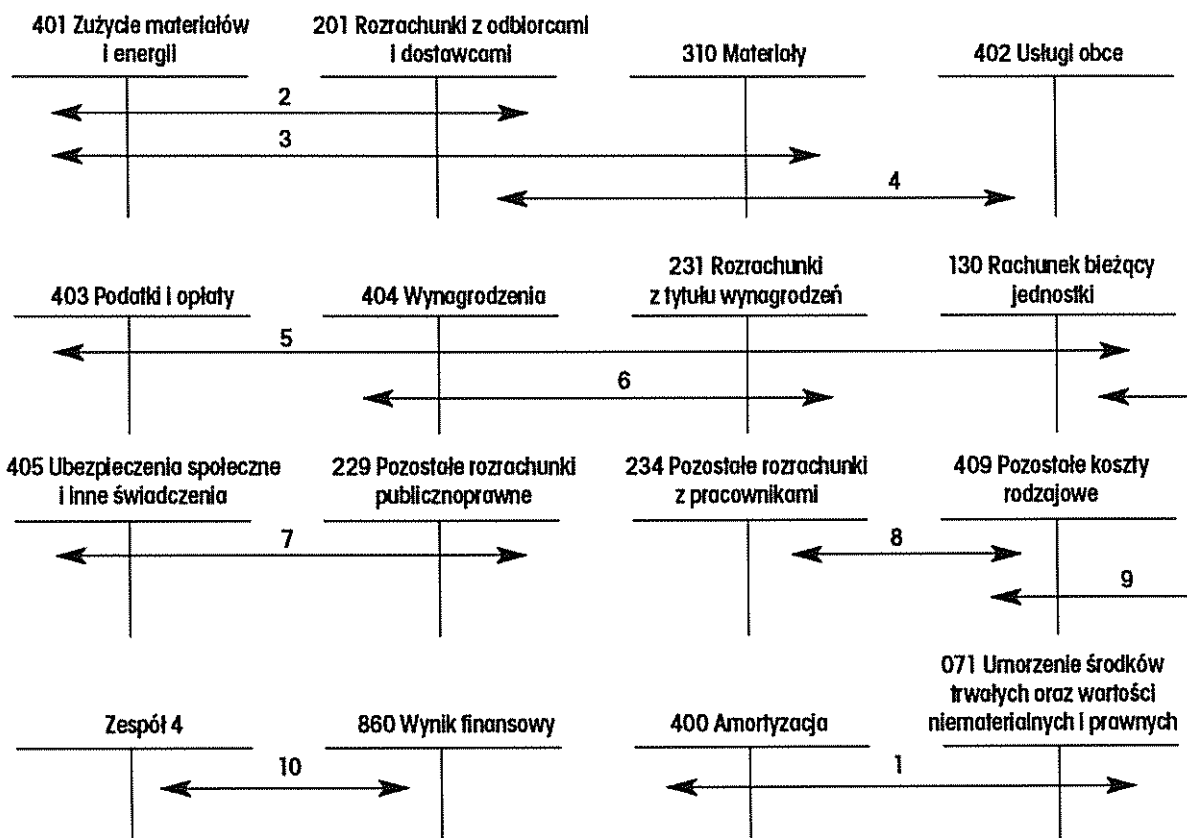 401 Zużycie materiałów
i energii
201 Rozrachunki z odbiorcami
i dostawcami
310 Materiały
402 Usługi obce
2
3
4
403 Podatki i opłaty
404 Wynagrodzenia
231 Rozrachunki
z tytułu wynagrodzeń
130 Rachunek bieżący
jednostki
5
6
405 Ubezpieczenia społeczne
i inne świadczenia
229 Pozostałe rozrachunki
publicznoprawne
234 Pozostałe rozrachunki
z pracownikami
409 Pozostałe koszty
rodzajowe
7
8
9
Zespół 4
860 Wynik finansowy
400 Amortyzacja
071 Umorzenie środków
trwałych oraz wartości
niematerialnych i prawnych
10
1